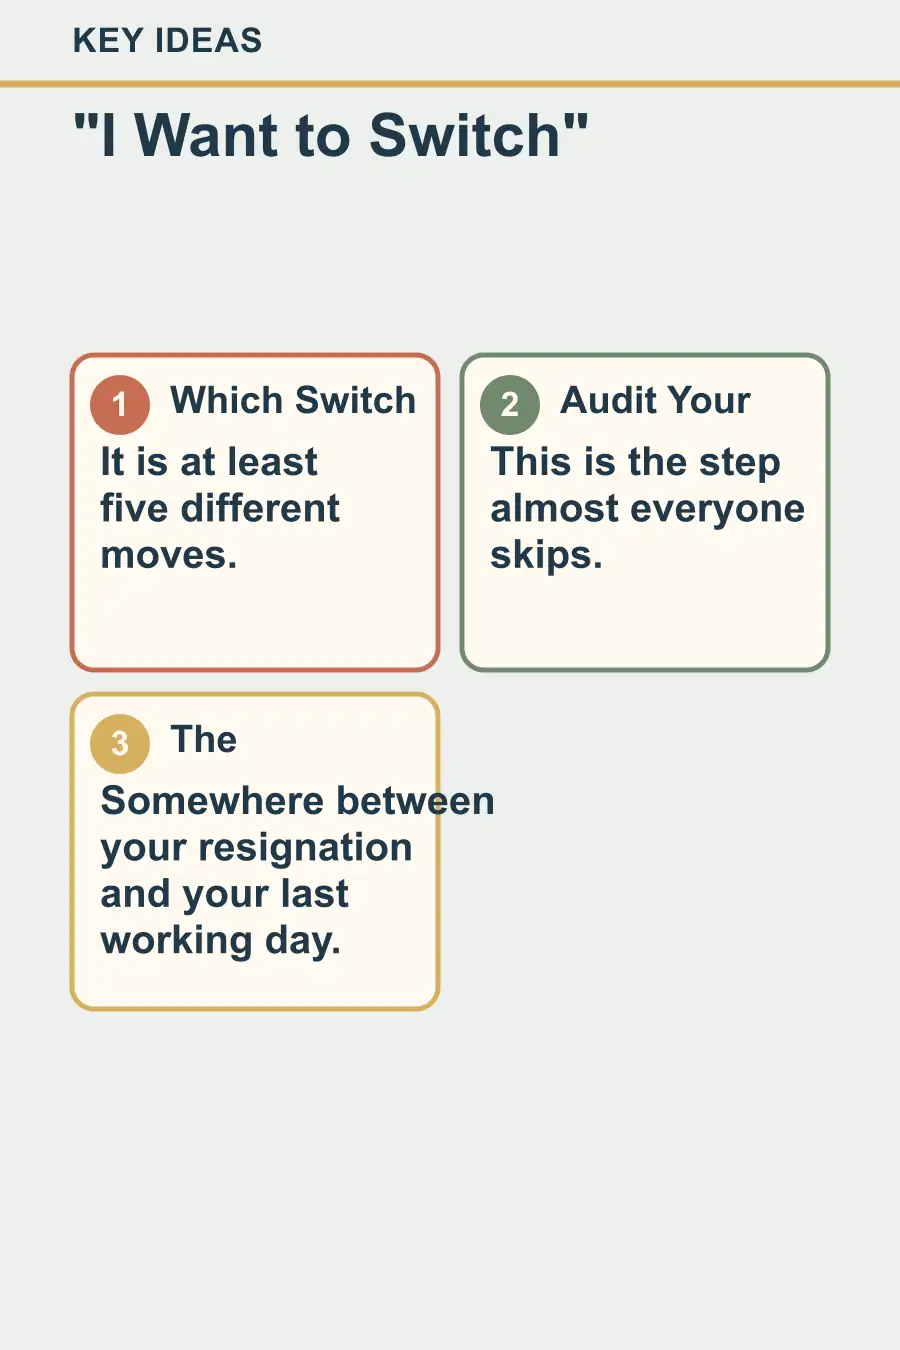 KEY IDEAS
"I Want to Switch"
1 Which Switch
It is at least
five different
moves.
2 Audit Your
This is the step
almost everyone
skips.
3 The
Somewhere between
your resignation
and your last
working day.